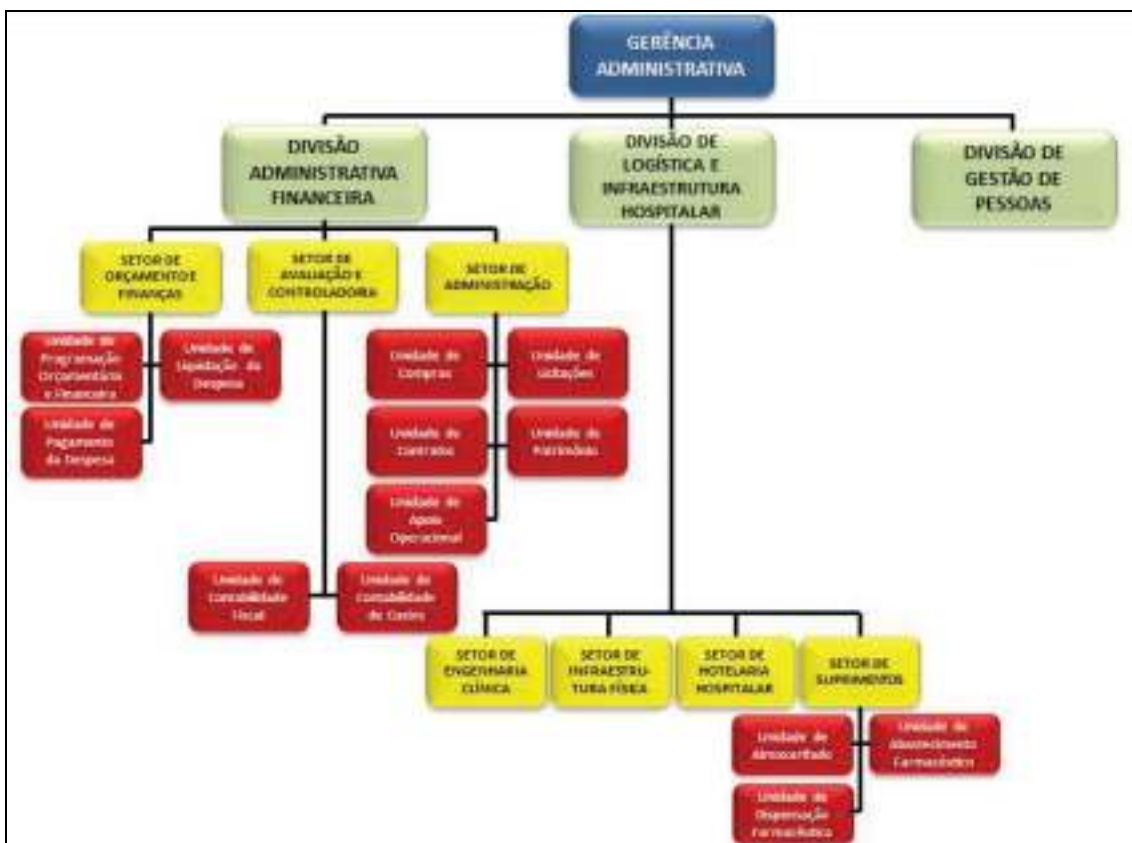 GERÊNCIA
ADMINISTRATIVA
DIVISÃO
ADMINISTRATIVA
FINANCEIRA
DIVISÃO DE
LOGÍSTICA E
INFRAESTRUTURA
HOSPITALAR
DIVISÃO DE
GESTÃO DE
PESSOAS
SETOR DE
ORÇAMENTO E
FINANÇAS
SETOR DE
AVALIAÇÃO E
CONTROLADORIA
SETOR DE
ADMINISTRAÇÃO
Unidade de
Programação
Orçamentária
e Financeira
Unidade de
Liquidação da
Despesa
Unidade de
Pagamento
da Despesa
Unidade de
Compras
Unidade de
Licitações
Unidade de
Contratos
Unidade de
Patrimônio
Unidade de
Apoio
Operacional
Unidade de
Contabilidade
Fiscal
Unidade de
Contabilidade
de Custos
SETOR DE
ENGENHARIA
CLÍNICA
SETOR DE
INFRAESTRU-
TURA FÍSICA
SETOR DE
HOTELARIA
HOSPITALAR
SETOR DE
SUPRIMENTOS
Unidade de
Almoxarifado
Unidade de
Abastecimento
Farmacêutico
Unidade de
Dispensação
Farmacêutica